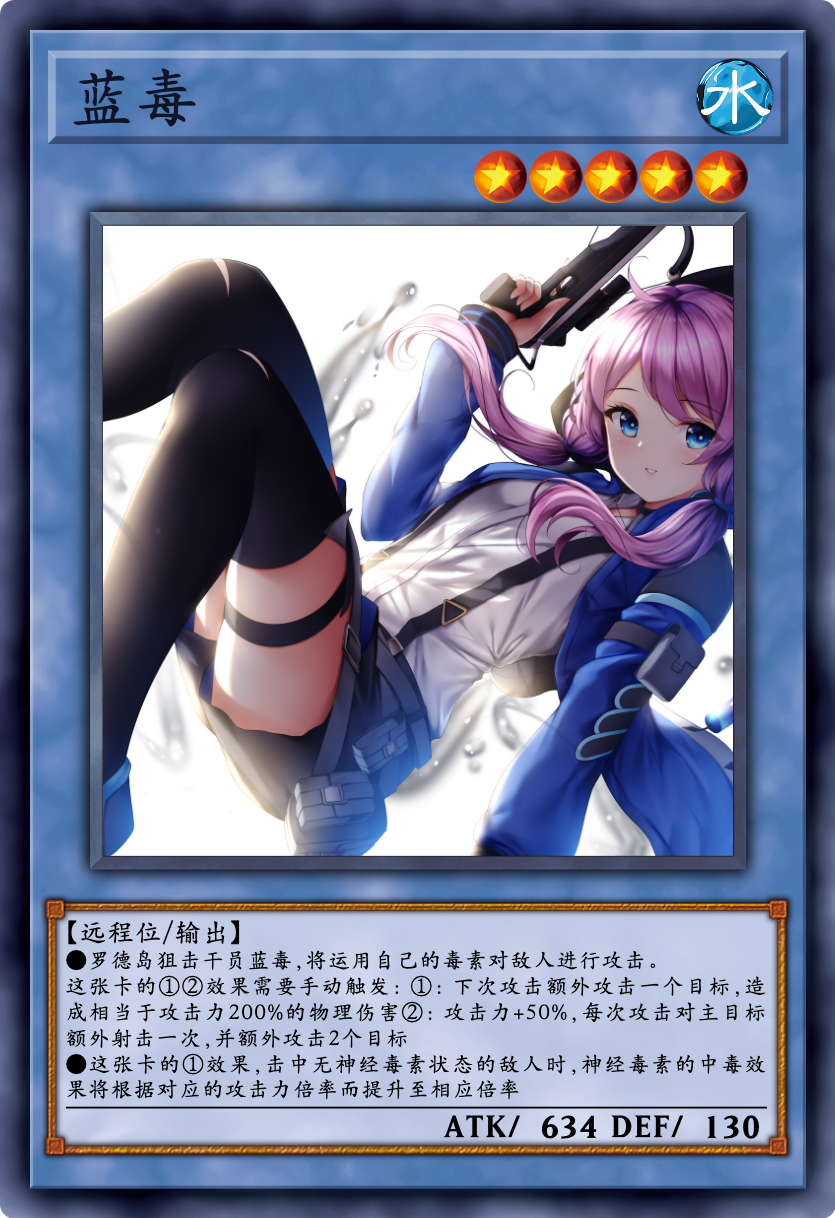 蓝毒
水
【远程位/输出】
●罗德岛狙击干员蓝毒,将运用自己的毒素对敌人进行攻击。
这张卡的①②效果需要手动触发：①：下次攻击额外攻击一个目标,造
成相当于攻击力200%的物理伤害②：攻击力+50%,每次攻击对主目标
额外射击一次,并额外攻击2个目标
●这张卡的①效果,击中无神经毒素状态的敌人时,神经毒素的中毒效
果将根据对应的攻击力倍率而提升至相应倍率
ATK/ 634 DEF/ 130